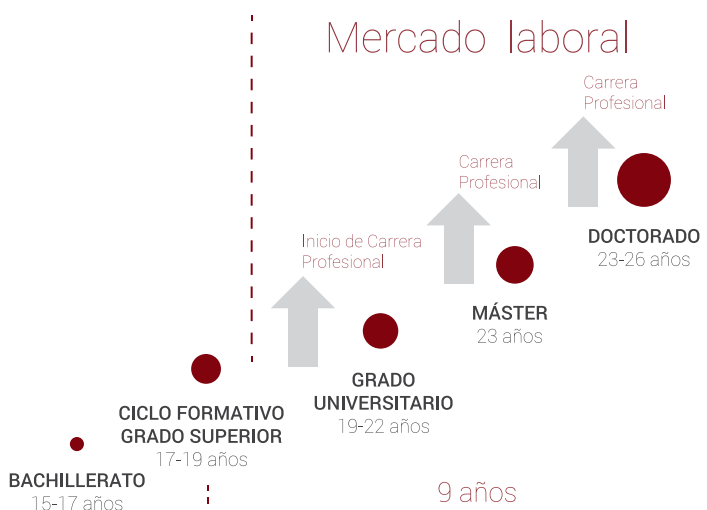 Mercado laboral
Carrera
Profesional
Carrera
Profesional
Inicio de Carrera
Profesional
DOCTORADO
23-26 años
MÁSTER
23 años
GRADO
UNIVERSITARIO
19-22 años
CICLO FORMATIVO
GRADO SUPERIOR
17-19 años
BACHILLERATO
15-17 años
9 años